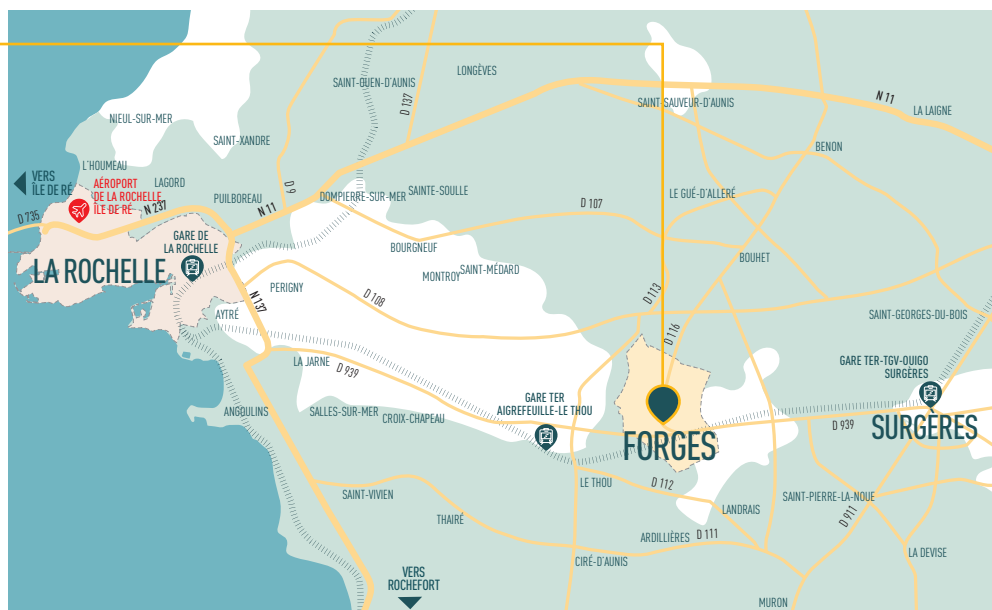 LONGÈVES
SAINT-OUEN-D'AUNIS
D 137
N 11
SAINT-SAUVEUR-D'AUNIS
LA LAIGNE
NIEUL-SUR-MER
SAINT-XANDRE
BENON
L'HOUMEAU
VERS
ÎLE DE RÉ
AÉROPORT
DE LA ROCHELLE
ÎLE DE RÉ
LAGORD
PUILBOREAU
D 9
DOMPIERRE-SUR-MER
SAINTE-SOULLE
LE GUÉ-D'ALLERÉ
D 735
N 237
N 11
D 107
GARE DE
LA ROCHELLE
BOURGNEUF
LA ROCHELLE
MONTROY
SAINT-MÉDARD
BOUHET
PERIGNY
N 137
D 108
D 113
AYTRÉ
D 116
SAINT-GEORGES-DU-BOIS
LA JARNE
D 939
GARE TER-TGV-OUIGO
SURGÈRES
ANGOULINS
SALLES-SUR-MER
CROIX-CHAPEAU
GARE TER
AIGREFEUILLE-LE THOU
FORGES
D 939
SURGÈRES
LE THOU
D 112
SAINT-VIVIEN
SAINT-PIERRE-LA-NOUE
THAIRÉ
LANDRAIS
D 911
ARDILLIÈRES
D 111
LA DEVISE
CIRÉ-D'AUNIS
VERS
ROCHEFORT
MURON